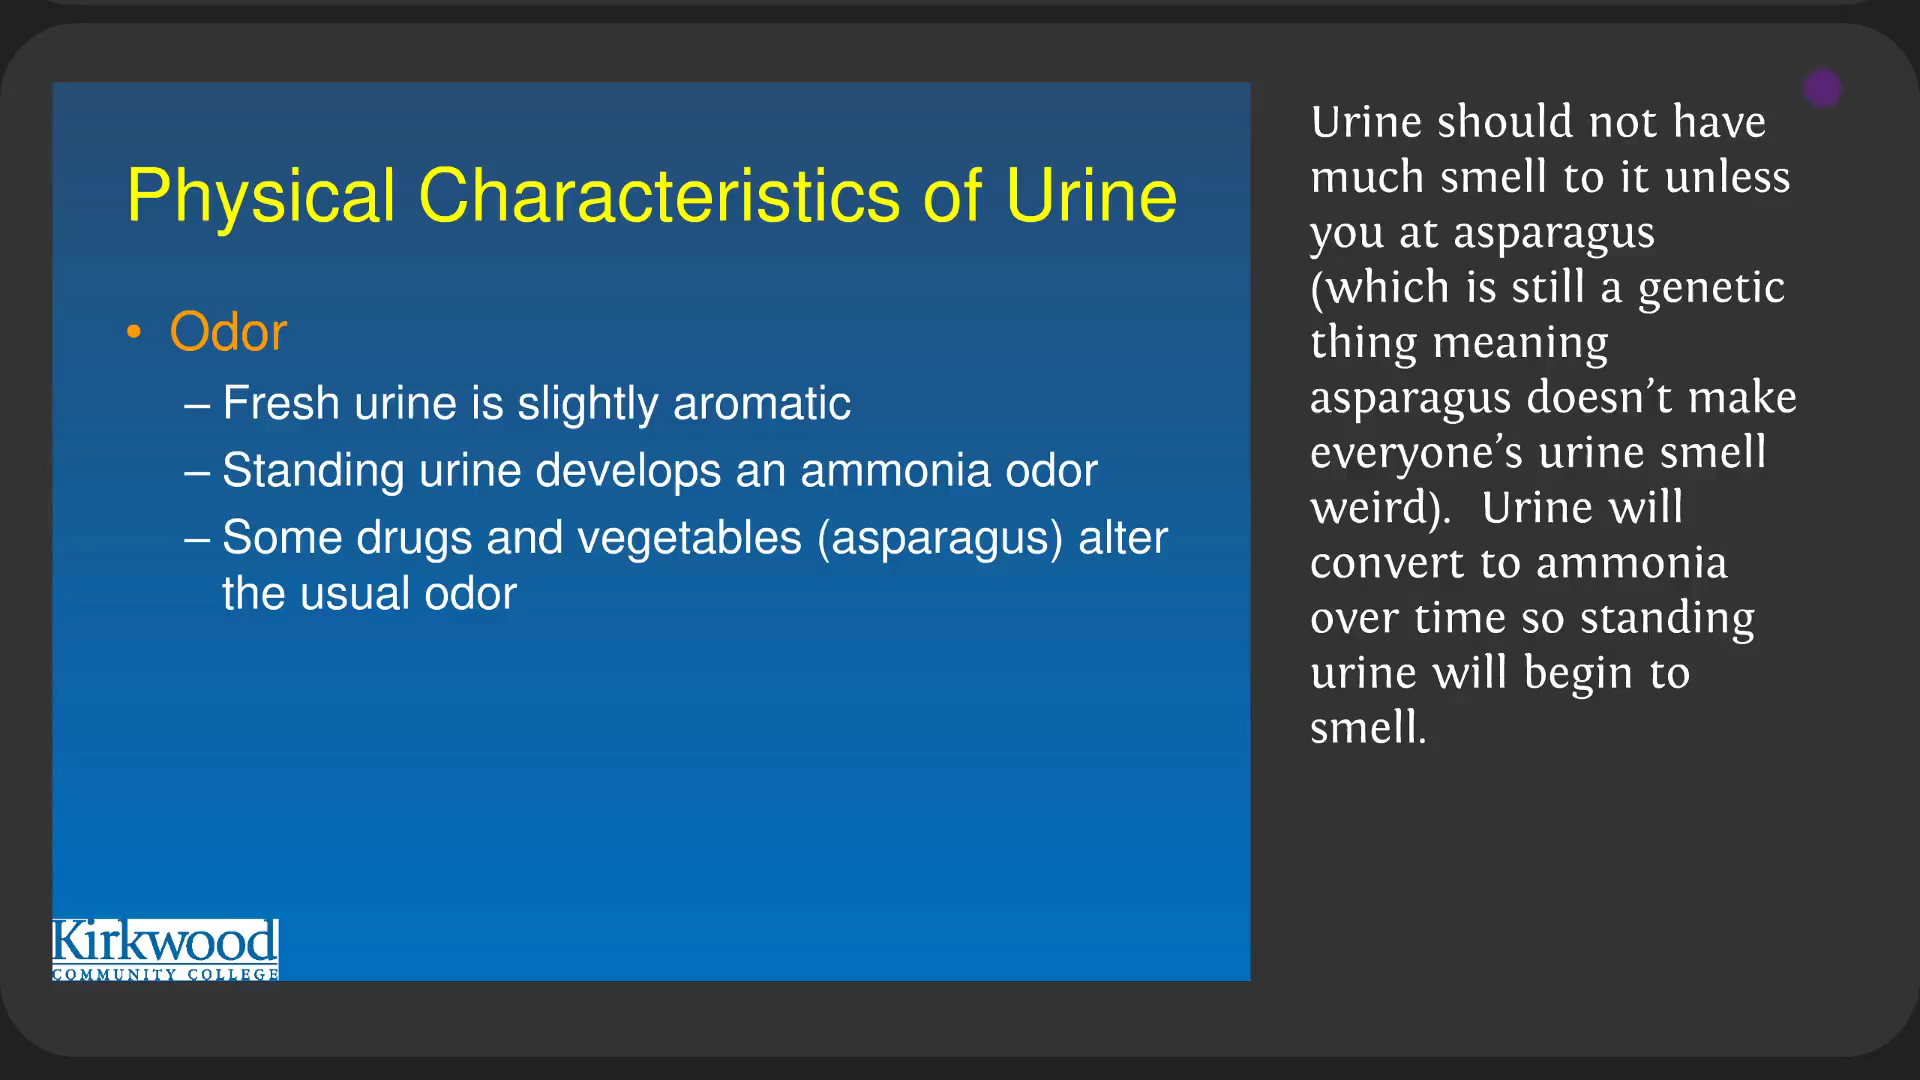 Physical Characteristics of Urine
• Odor
– Fresh urine is slightly aromatic
– Standing urine develops an ammonia odor
– Some drugs and vegetables (asparagus) alter
the usual odor
Kirkwood
COMMUNITY COLLEGE
Urine should not have
much smell to it unless
you at asparagus
(which is still a genetic
thing meaning
asparagus doesn’t make
everyone’s urine smell
weird).  Urine will
convert to ammonia
over time so standing
urine will begin to
smell.